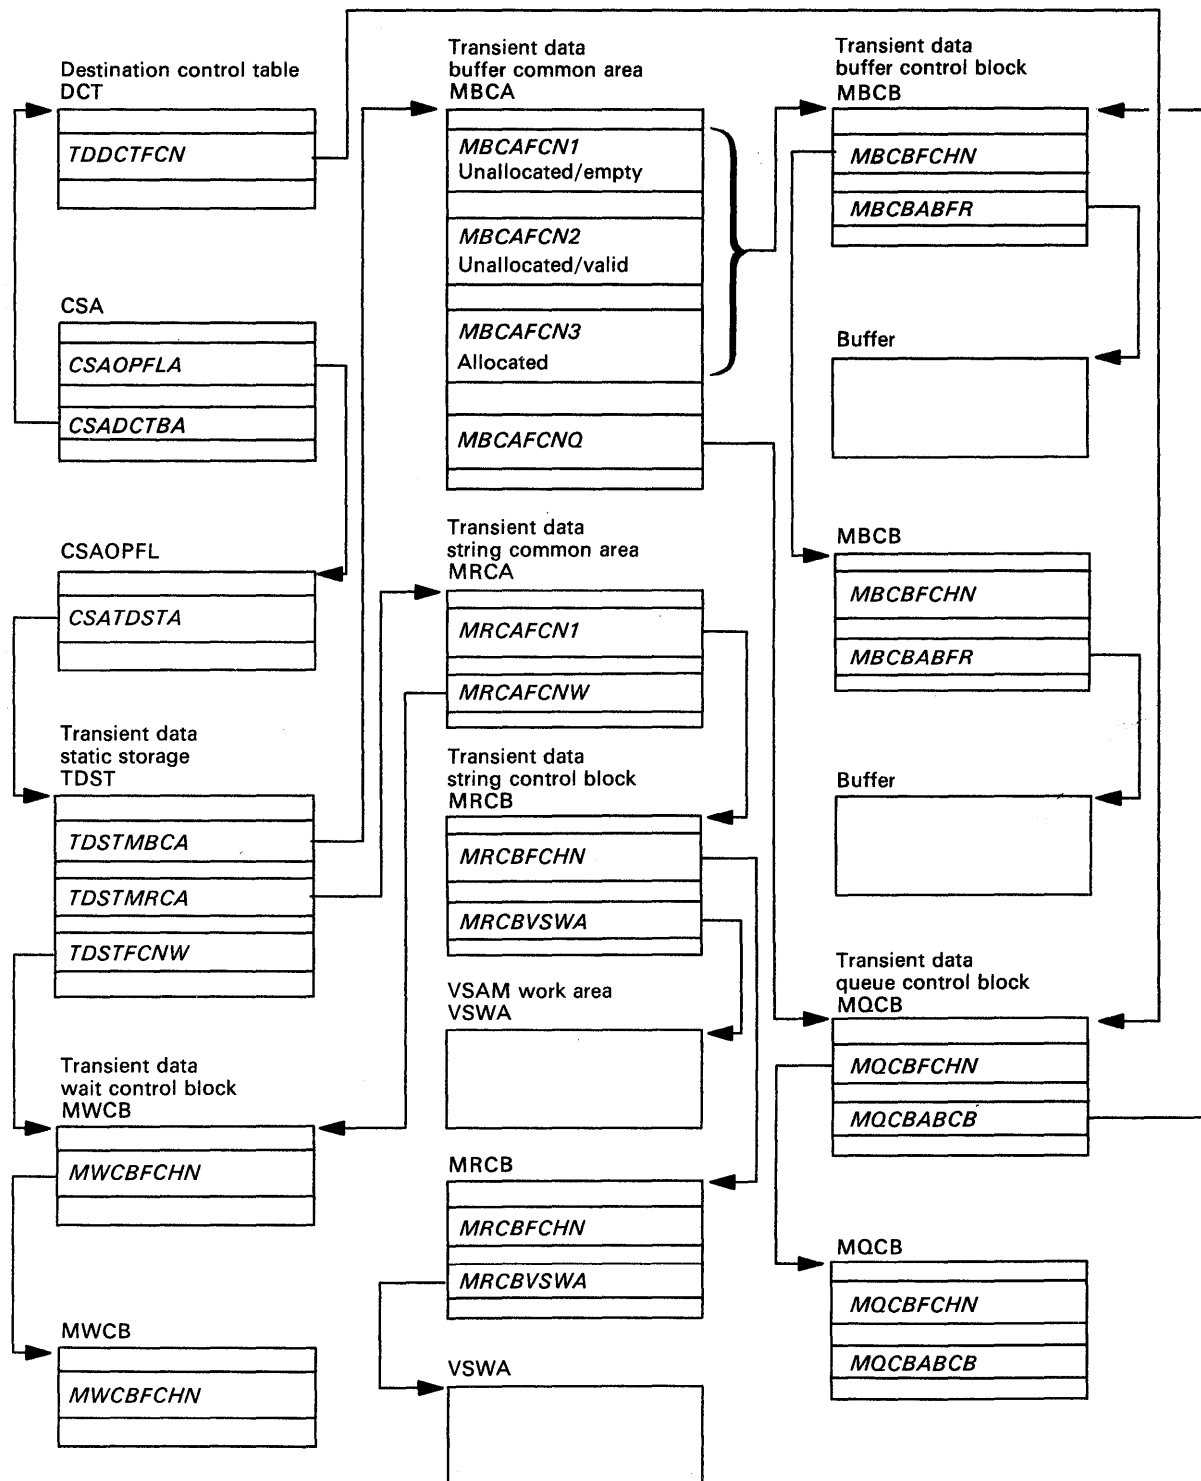 Destination control table
DCT
TDDCTFCN
CSA
CSAOPFLA
CSADCTBA
CSAOPFL
CSATDSTA
Transient data
static storage
TDST
TDSTMBCA
TDSTMRCA
TDSTFCNW
Transient data
wait control block
MWCB
MWCBFCHN
MWCB
MWCBFCHN
Transient data
buffer common area
MBCA
MBCAFCN1
Unallocated/empty
MBCAFCN2
Unallocated/valid
MBCAFCN3
Allocated
MBCAFCNQ
Transient data
string common area
MRCA
MRCAFCN1
MRCAFCNW
Transient data
string control block
MRCB
MRCBFCHN
MRCBVSWA
VSAM work area
VSWA
MRCB
MRCBFCHN
MRCBVSWA
VSWA
Transient data
buffer control block
MBCB
MBCBFCHN
MBCBABFR
Buffer
MBCB
MBCBFCHN
MBCBABFR
Buffer
Transient data
queue control block
MQCB
MQCBFCHN
MQCBABCB
MQCB
MQCBFCHN
MQCBABCB